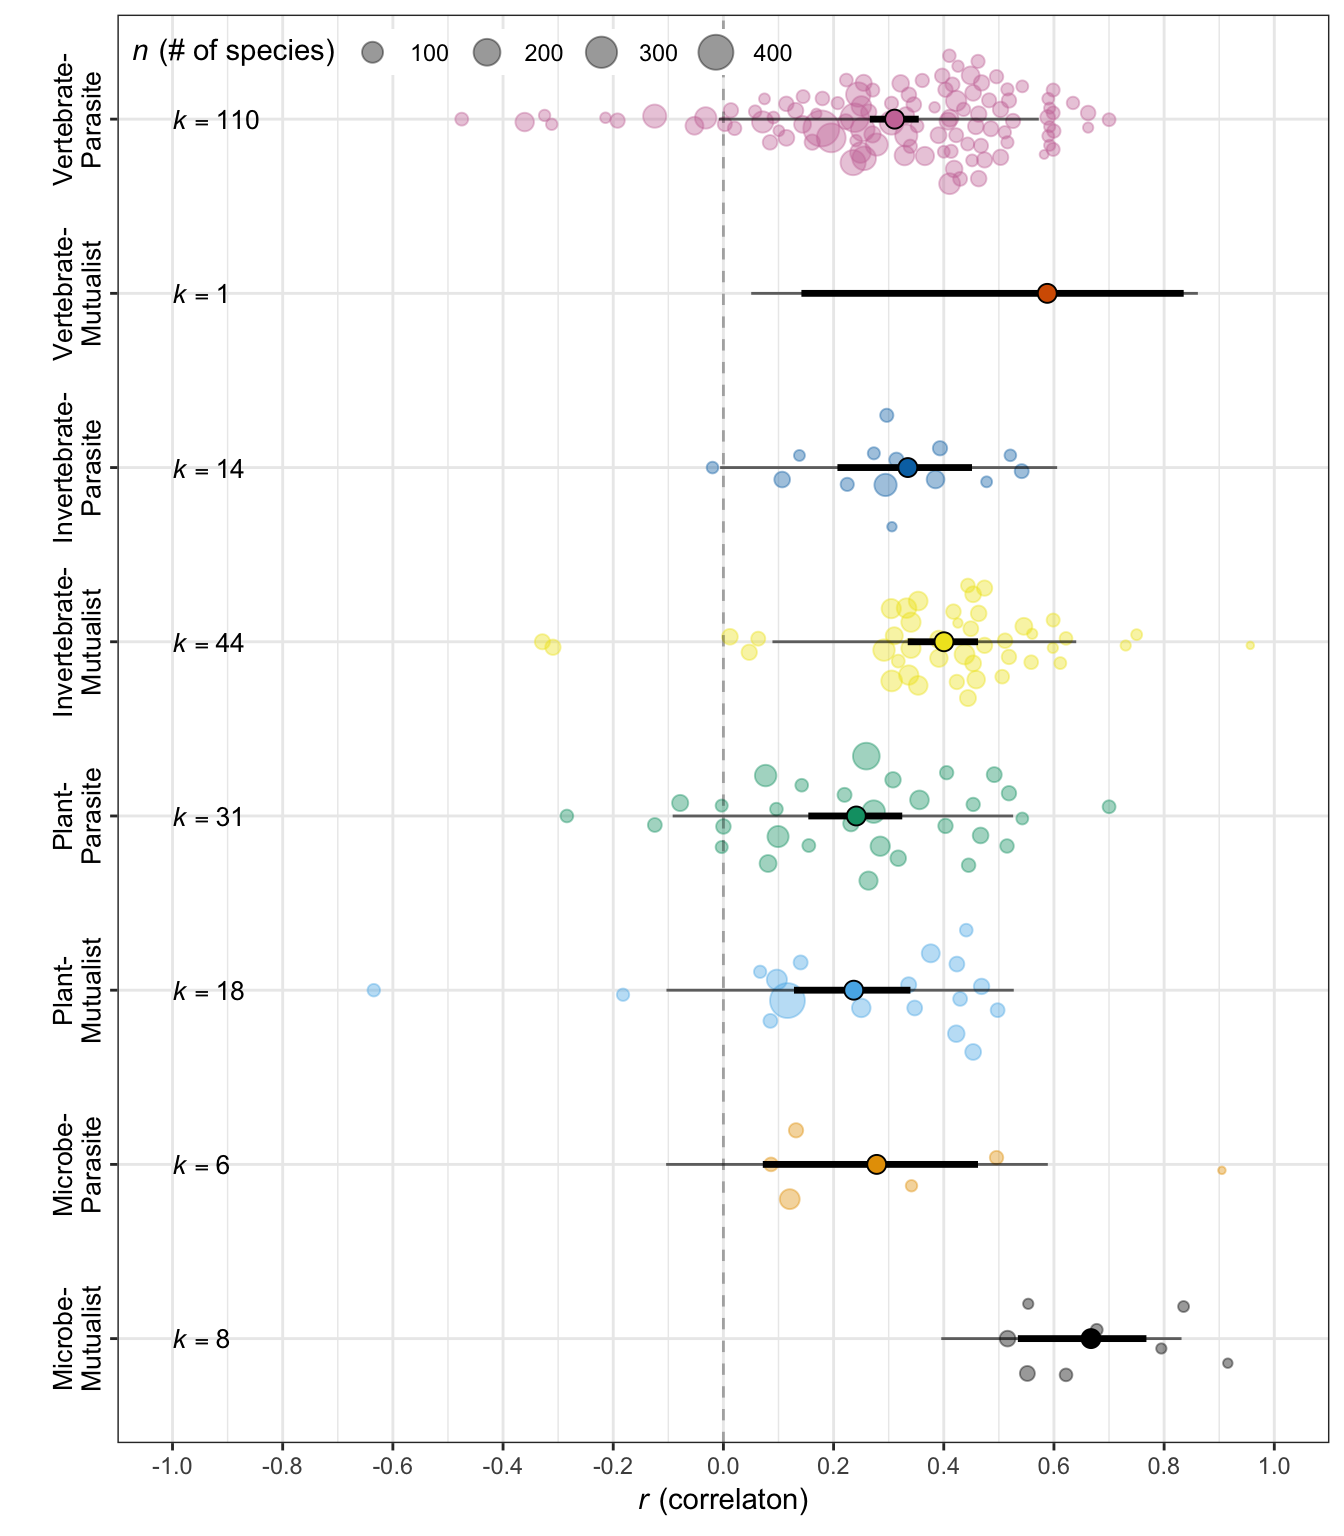 n (# of species) 100 200 300 400
Vertebrate-
Parasite
k = 110
Vertebrate-
Mutualist
k = 1
Invertebrate-
Parasite
k = 14
Invertebrate-
Mutualist
k = 44
Plant-
Parasite
k = 31
Plant-
Mutualist
k = 18
Microbe-
Parasite
k = 6
Microbe-
Mutualist
k = 8
-1.0 -0.8 -0.6 -0.4 -0.2 0.0 0.2 0.4 0.6 0.8 1.0
r (correlaton)